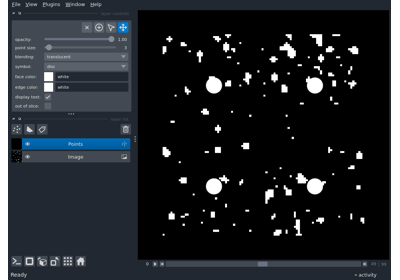 File View Plugins Window Help
opacity: 1.00
point size: 3
blending: translucent
symbol: disc
face color: white
edge color: white
display text:
out of slice:
Points
Image
0
Ready
activity